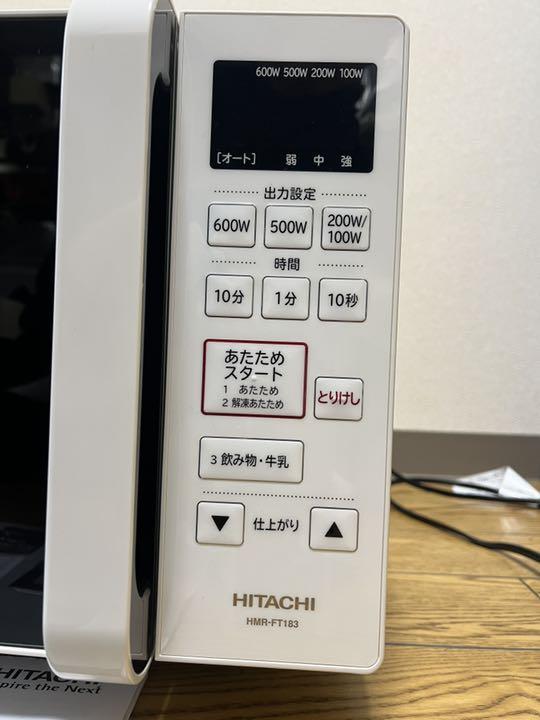 600W 500W 200W 100W
[オート] 弱 中 強
出力設定
600W 500W 200W/
100W
時間
10分 1分 10秒
あたため
スタート
1 あたため
2 解凍あたため
とりけし
3 飲み物・牛乳
▼ 仕上がり ▲
HITACHI
HMR-FT183
HITACHI
pire the Next